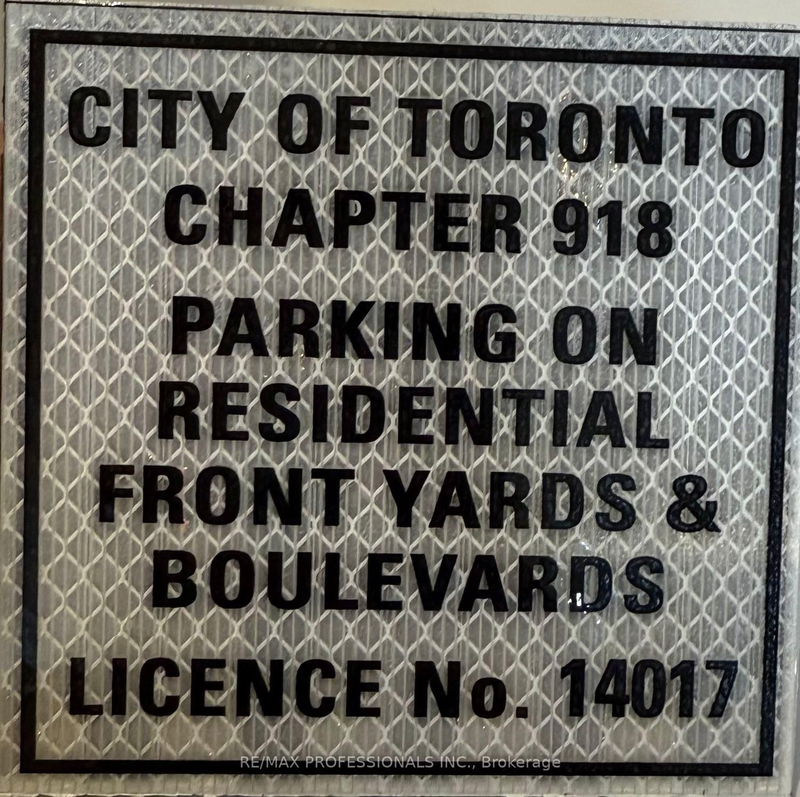 CITY OF TORONTO
CHAPTER 918
PARKING ON
RESIDENTIAL
FRONT YARDS &
BOULEVARDS
LICENCE No. 14017
RE/MAX PROFESSIONALS INC., Brokerage